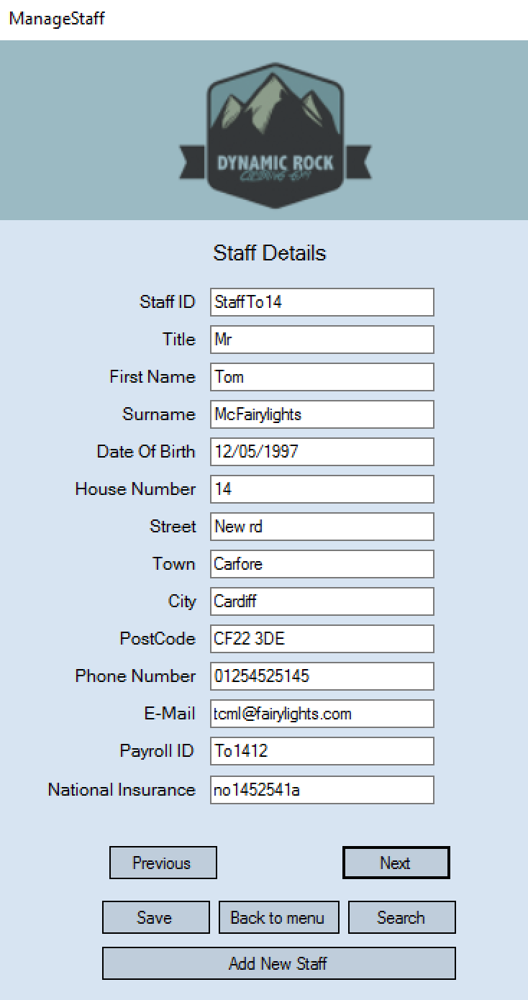 ManageStaff
DYNAMIC ROCK
CLIMBING GYM
Staff Details
Staff ID StaffTo14
Title Mr
First Name Tom
Surname McFairylights
Date Of Birth 12/05/1997
House Number 14
Street New rd
Town Carfore
City Cardiff
PostCode CF22 3DE
Phone Number 01254525145
E-Mail tcml@fairylights.com
Payroll ID To1412
National Insurance no1452541a
Previous Next
Save Back to menu Search
Add New Staff